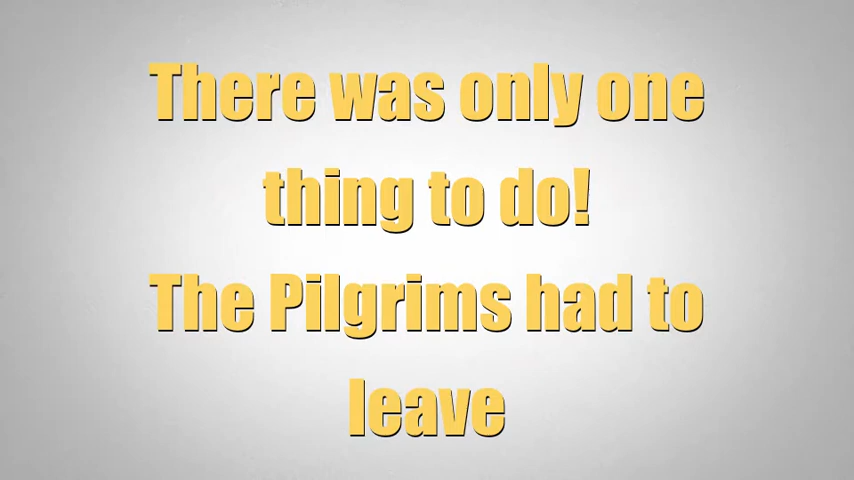 There was only one
thing to do!
The Pilgrims had to
leave